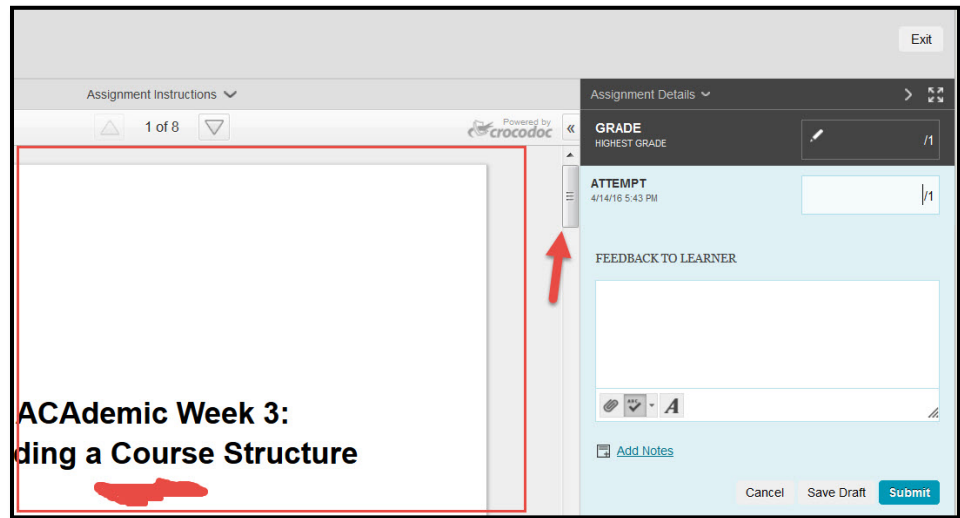 Exit
Assignment Instructions
1 of 8
Powered by
crocodoc
«
Assignment Details
GRADE
HIGHEST GRADE
/1
ATTEMPT
4/14/16 5:43 PM
/1
FEEDBACK TO LEARNER
ACAdemic Week 3:
ding a Course Structure
ABC
A
Add Notes
Cancel Save Draft Submit